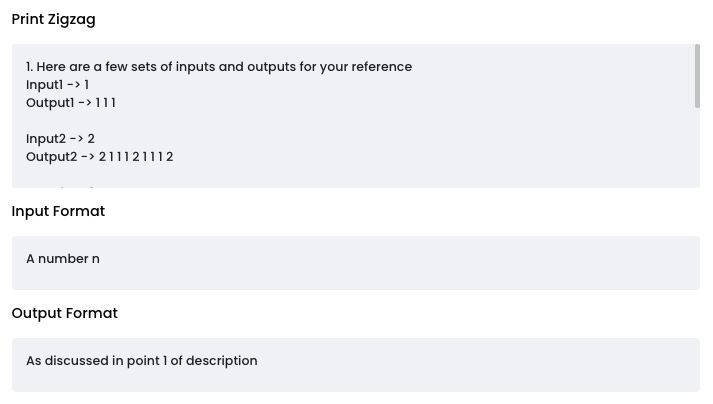 Print Zigzag
1. Here are a few sets of inputs and outputs for your reference
Input1 -> 1
Output1 -> 1 1 1
Input2 -> 2
Output2 -> 2 1 1 1 2 1 1 1 2
Input Format
A number n
Output Format
As discussed in point 1 of description